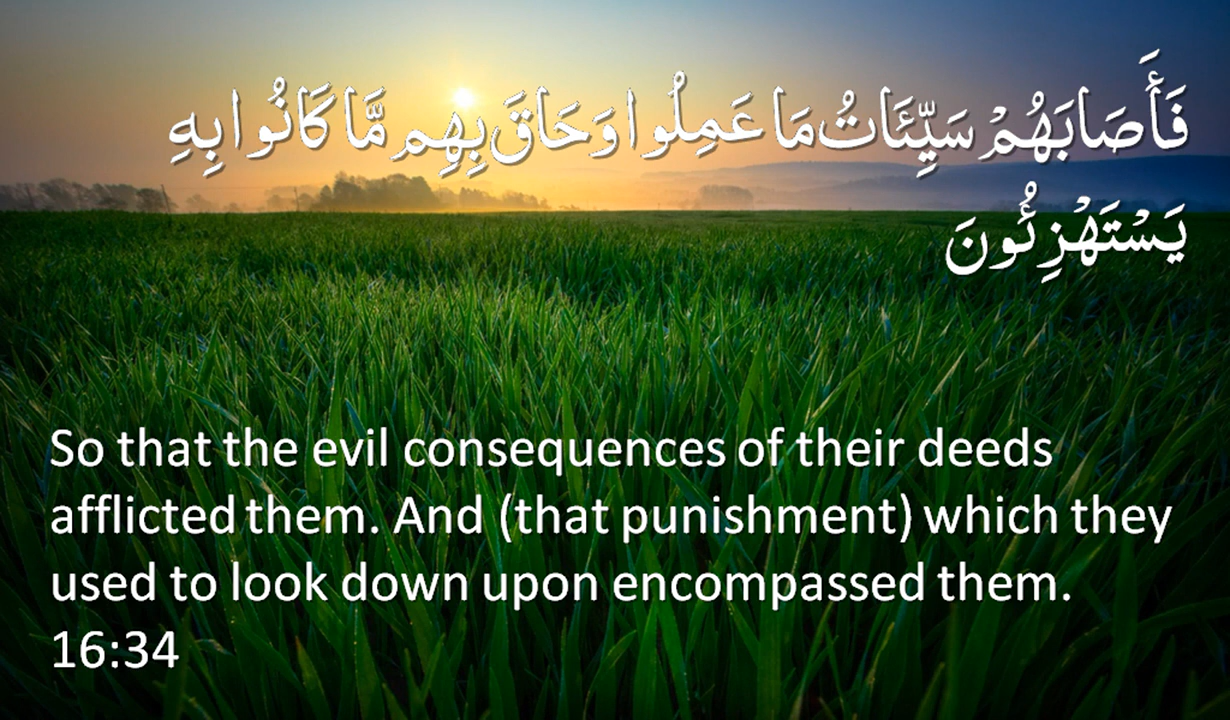 فَأَصَابَهُمْ سَيِّئَاتُ مَا عَمِلُوا وَحَاقَ بِهِم مَّا كَانُوا بِهِ
يَسْتَهْزِئُونَ
So that the evil consequences of their deeds
afflicted them. And (that punishment) which they
used to look down upon encompassed them.
16:34